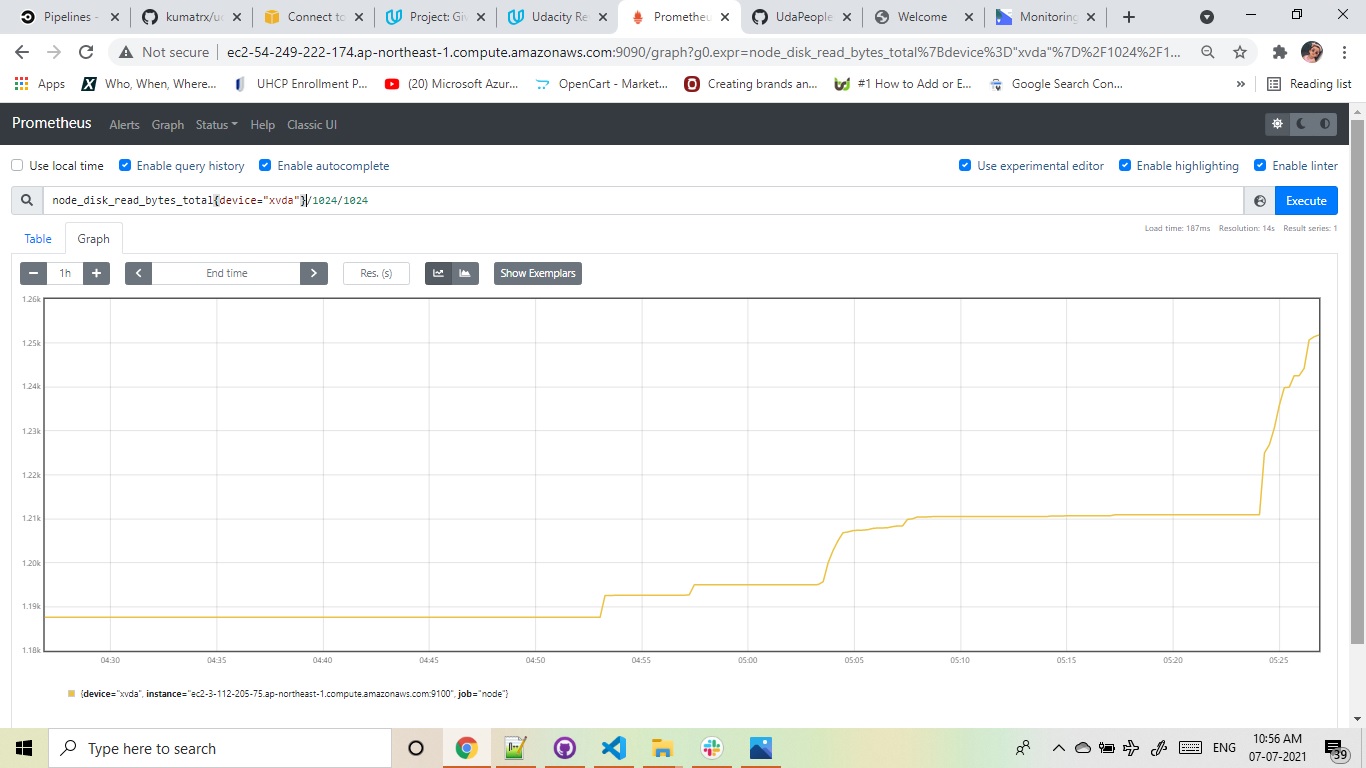 Pipelines -
kumatrx/u
Connect to
Project: Gi
Udacity Re
Prometheu
UdaPeople
Welcome
Monitoring
Not secure
ec2-54-249-222-174.ap-northeast-1.compute.amazonaws.com:9090/graph?g0.expr=node_disk_read_bytes_total%7Bdevice%3D"xvda"%7D%2F1024%2F1...
Apps
Who, When, Where...
UHCP Enrollment P...
(20) Microsoft Azur...
OpenCart - Market...
Creating brands an...
#1 How to Add or E...
Google Search Con...
»
Reading list
Prometheus
Alerts
Graph
Status
Help
Classic UI
Use local time
Enable query history
Enable autocomplete
Use experimental editor
Enable highlighting
Enable linter
node_disk_read_bytes_total{device="xvda"}/1024/1024
Execute
Load time: 187ms Resolution: 14s Result series: 1
Table
Graph
1h
End time
Res. (s)
Show Exemplars
1.26k
1.25k
1.24k
1.23k
1.22k
1.21k
1.20k
1.19k
1.18k
04:30 04:35 04:40 04:45 04:50 04:55 05:00 05:05 05:10 05:15 05:20 05:25
{device="xvda", instance="ec2-3-112-205-75.ap-northeast-1.compute.amazonaws.com:9100", job="node"}
Type here to search
ENG
10:56 AM
07-07-2021
39